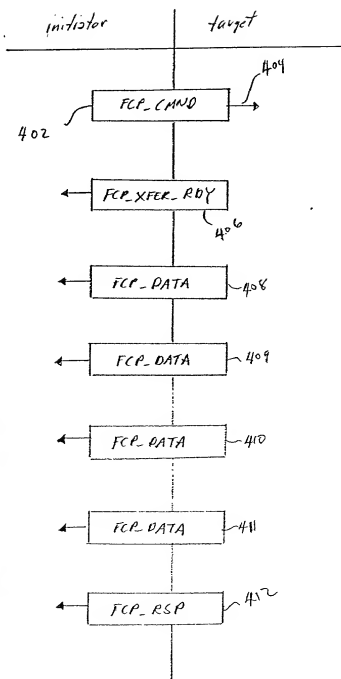 initiator target
404
FCP_CMND
402
FCP_XFER_RDY
406
FCP_DATA 408
FCP_DATA 409
FCP_DATA 410
FCP_DATA 411
FCP_RSP 412